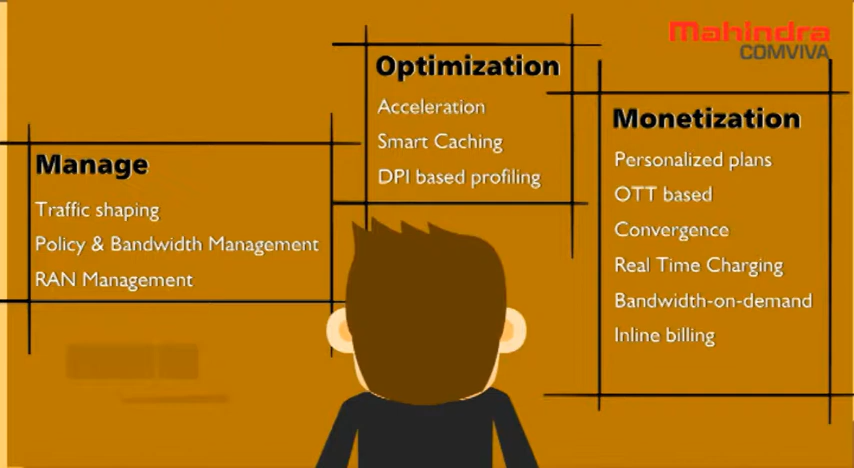 Mahindra
COMVIVA
Manage
Traffic shaping
Policy & Bandwidth Management
RAN Management
Optimization
Acceleration
Smart Caching
DPI based profiling
Monetization
Personalized plans
OTT based
Convergence
Real Time Charging
Bandwidth-on-demand
Inline billing